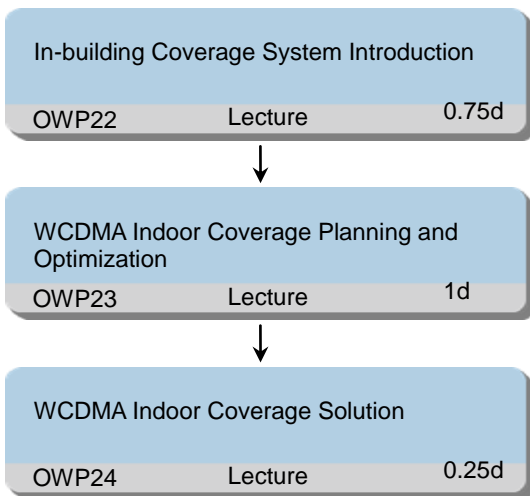 In-building Coverage System Introduction
OWP22 Lecture 0.75d
WCDMA Indoor Coverage Planning and
Optimization
OWP23 Lecture 1d
WCDMA Indoor Coverage Solution
OWP24 Lecture 0.25d